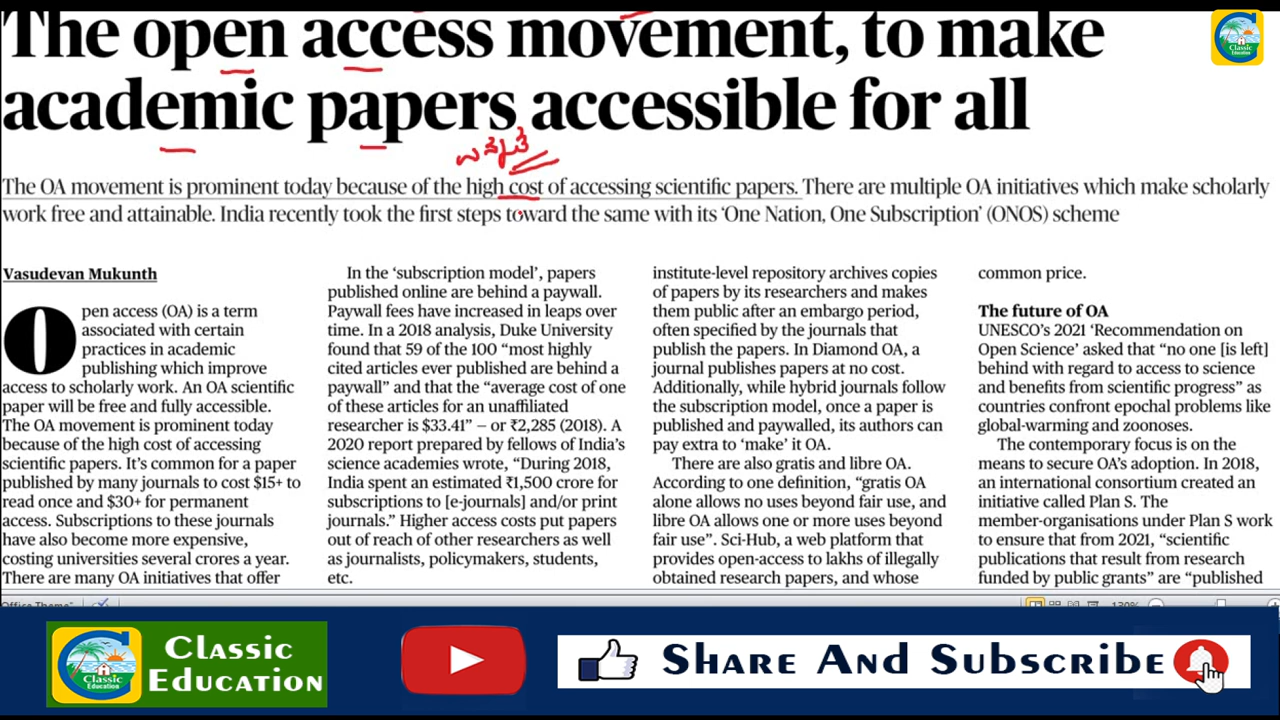 The open access movement, to make
academic papers accessible for all
The OA movement is prominent today because of the high cost of accessing scientific papers. There are multiple OA initiatives which make scholarly
work free and attainable. India recently took the first steps toward the same with its ‘One Nation, One Subscription’ (ONOS) scheme
Vasudevan Mukunth
Open access (OA) is a term
associated with certain
practices in academic
publishing which improve
access to scholarly work. An OA scientific
paper will be free and fully accessible.
The OA movement is prominent today
because of the high cost of accessing
scientific papers. It’s common for a paper
published by many journals to cost $15+ to
read once and $30+ for permanent
access. Subscriptions to these journals
have also become more expensive,
costing universities several crores a year.
There are many OA initiatives that offer
In the ‘subscription model’, papers
published online are behind a paywall.
Paywall fees have increased in leaps over
time. In a 2018 analysis, Duke University
found that 59 of the 100 “most highly
cited articles ever published are behind a
paywall” and that the “average cost of one
of these articles for an unaffiliated
researcher is $33.41” — or ₹2,285 (2018). A
2020 report prepared by fellows of India’s
science academies wrote, “During 2018,
India spent an estimated ₹1,500 crore for
subscriptions to [e-journals] and/or print
journals.” Higher access costs put papers
out of reach of other researchers as well
as journalists, policymakers, students,
etc.
institute-level repository archives copies
of papers by its researchers and makes
them public after an embargo period,
often specified by the journals that
publish the papers. In Diamond OA, a
journal publishes papers at no cost.
Additionally, while hybrid journals follow
the subscription model, once a paper is
published and paywalled, its authors can
pay extra to ‘make’ it OA.
There are also gratis and libre OA.
According to one definition, “gratis OA
alone allows no uses beyond fair use, and
libre OA allows one or more uses beyond
fair use”. Sci-Hub, a web platform that
provides open-access to lakhs of illegally
obtained research papers, and whose
common price.
The future of OA
UNESCO’s 2021 ‘Recommendation on
Open Science’ asked that “no one [is left]
behind with regard to access to science
and benefits from scientific progress” as
countries confront epochal problems like
global-warming and zoonoses.
The contemporary focus is on the
means to secure OA’s adoption. In 2018,
an international consortium created an
initiative called Plan S. The
member-organisations under Plan S work
to ensure that from 2021, “scientific
publications that result from research
funded by public grants” are “published
130%
Classic
Education
Classic
Education
Classic
Education
Share And Subscribe